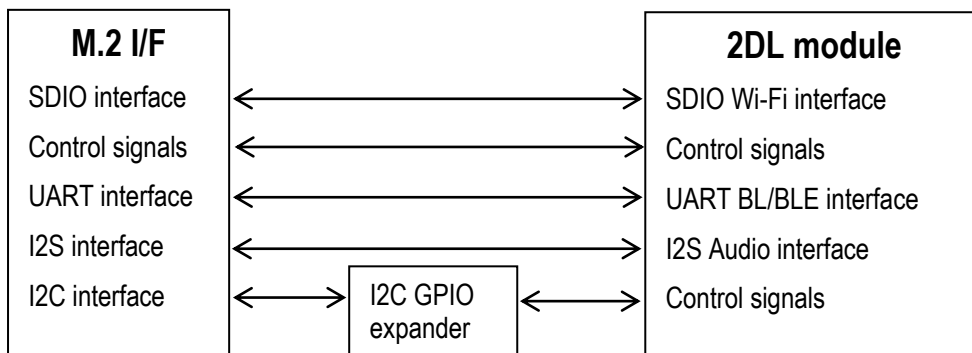 M.2 I/F
SDIO interface
Control signals
UART interface
I2S interface
I2C interface
I2C GPIO
expander
2DL module
SDIO Wi-Fi interface
Control signals
UART BL/BLE interface
I2S Audio interface
Control signals